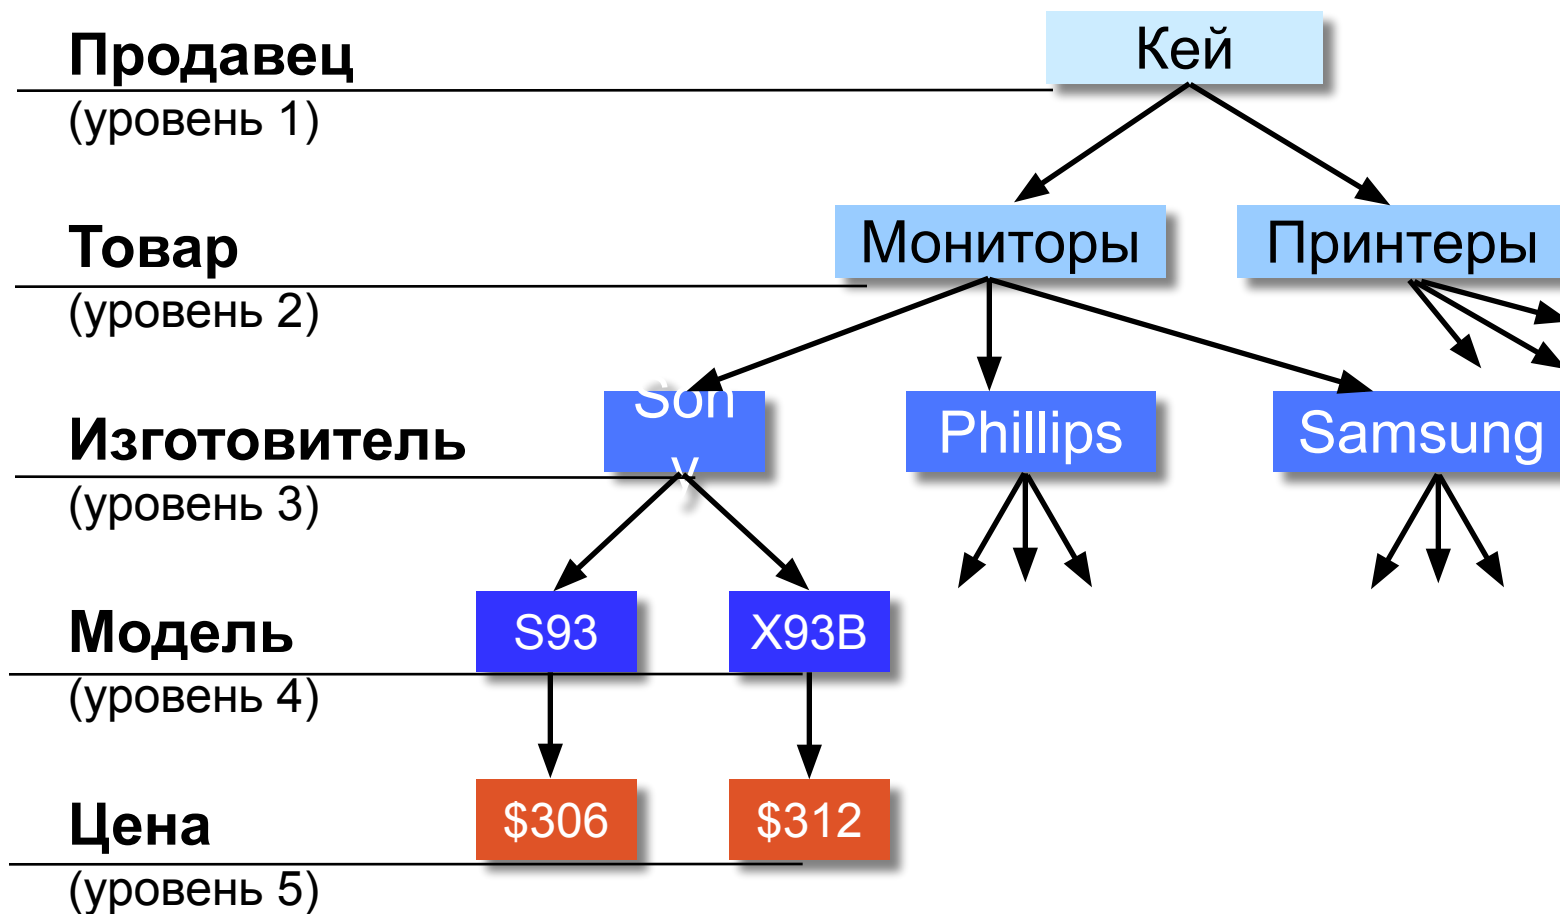 Продавец
Кей
(уровень 1)
Товар
Мониторы
Принтеры
(уровень 2)
Изготовитель
Son
y
Phillips
Samsung
(уровень 3)
Модель
S93
X93B
(уровень 4)
Цена
$306
$312
(уровень 5)